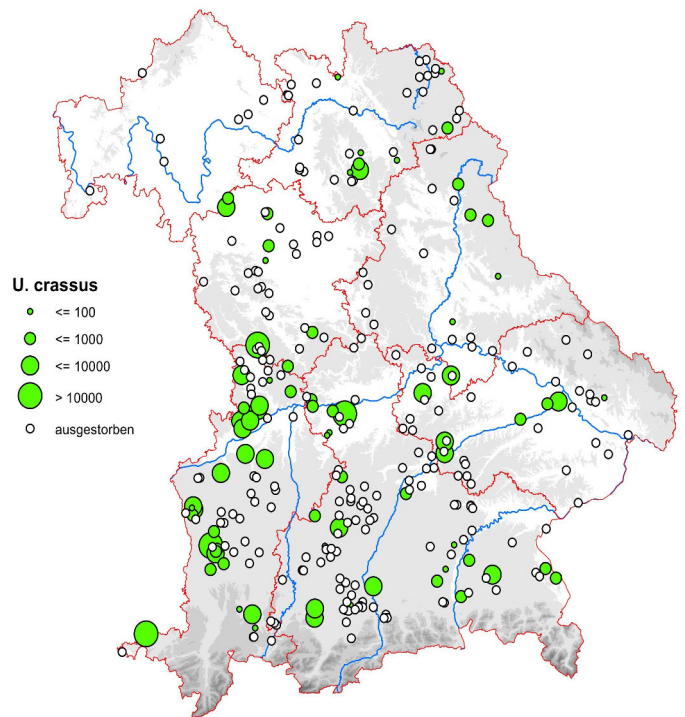 U. crassus
<= 100
<= 1000
<= 10000
> 10000
ausgestorben